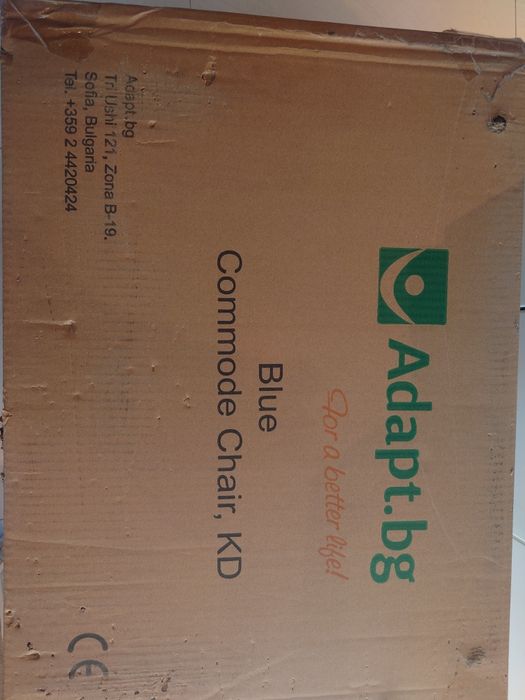 Adapt.bg
For a better life!
Blue
Commode Chair, KD
Adapt.bg
Tri Ushi 121, Zona B-19.
Sofia, Bulgaria
Tel. +359 2 4420424
CE